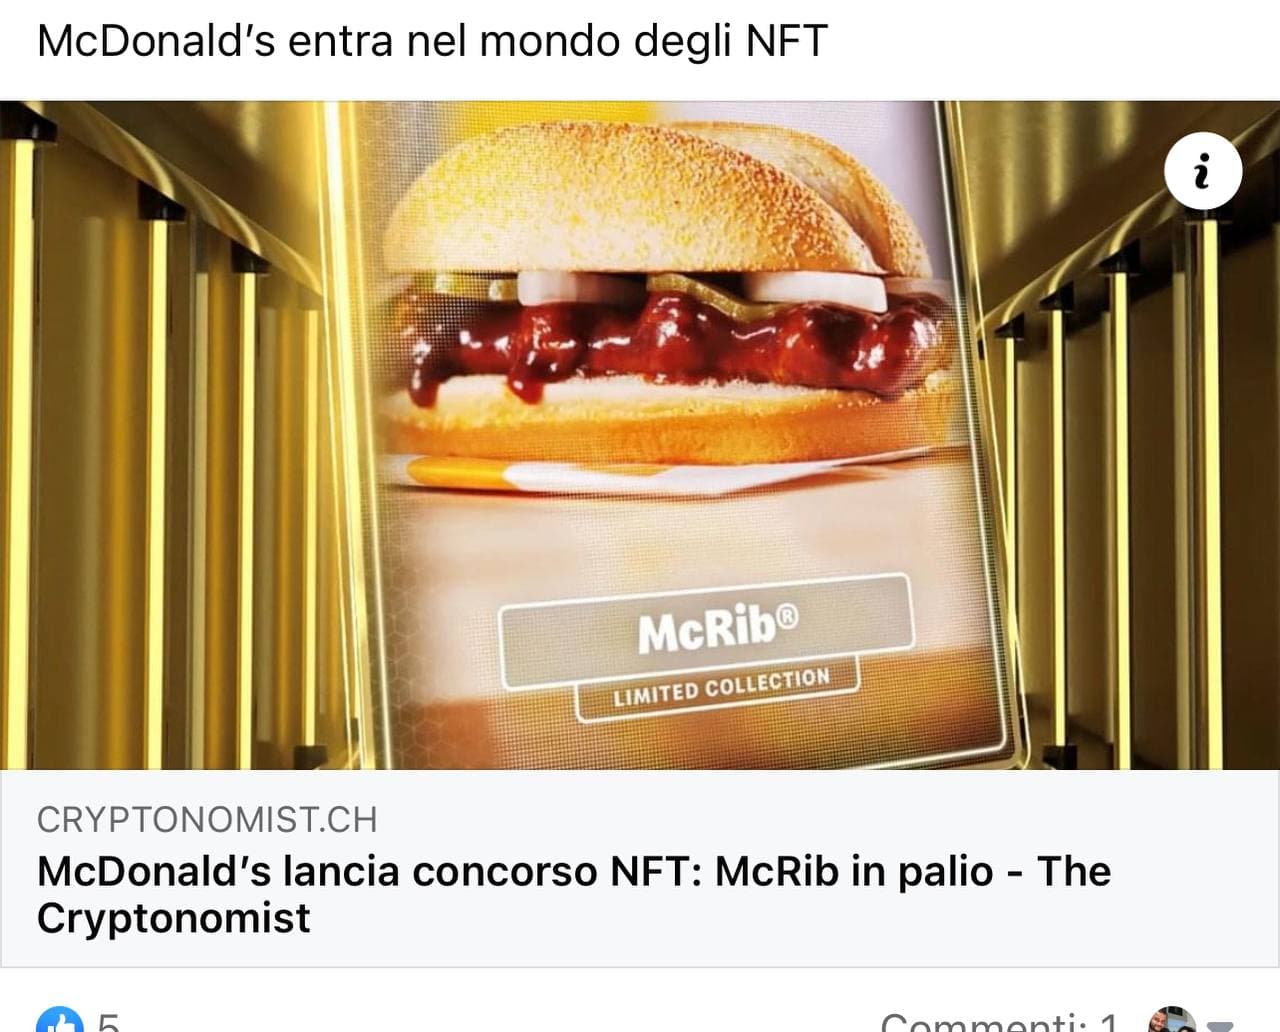 McDonald's entra nel mondo degli NFT
i
McRib®
LIMITED COLLECTION
CRYPTONOMIST.CH
McDonald's lancia concorso NFT: McRib in palio - The
Cryptonomist
5
Commenti: 1